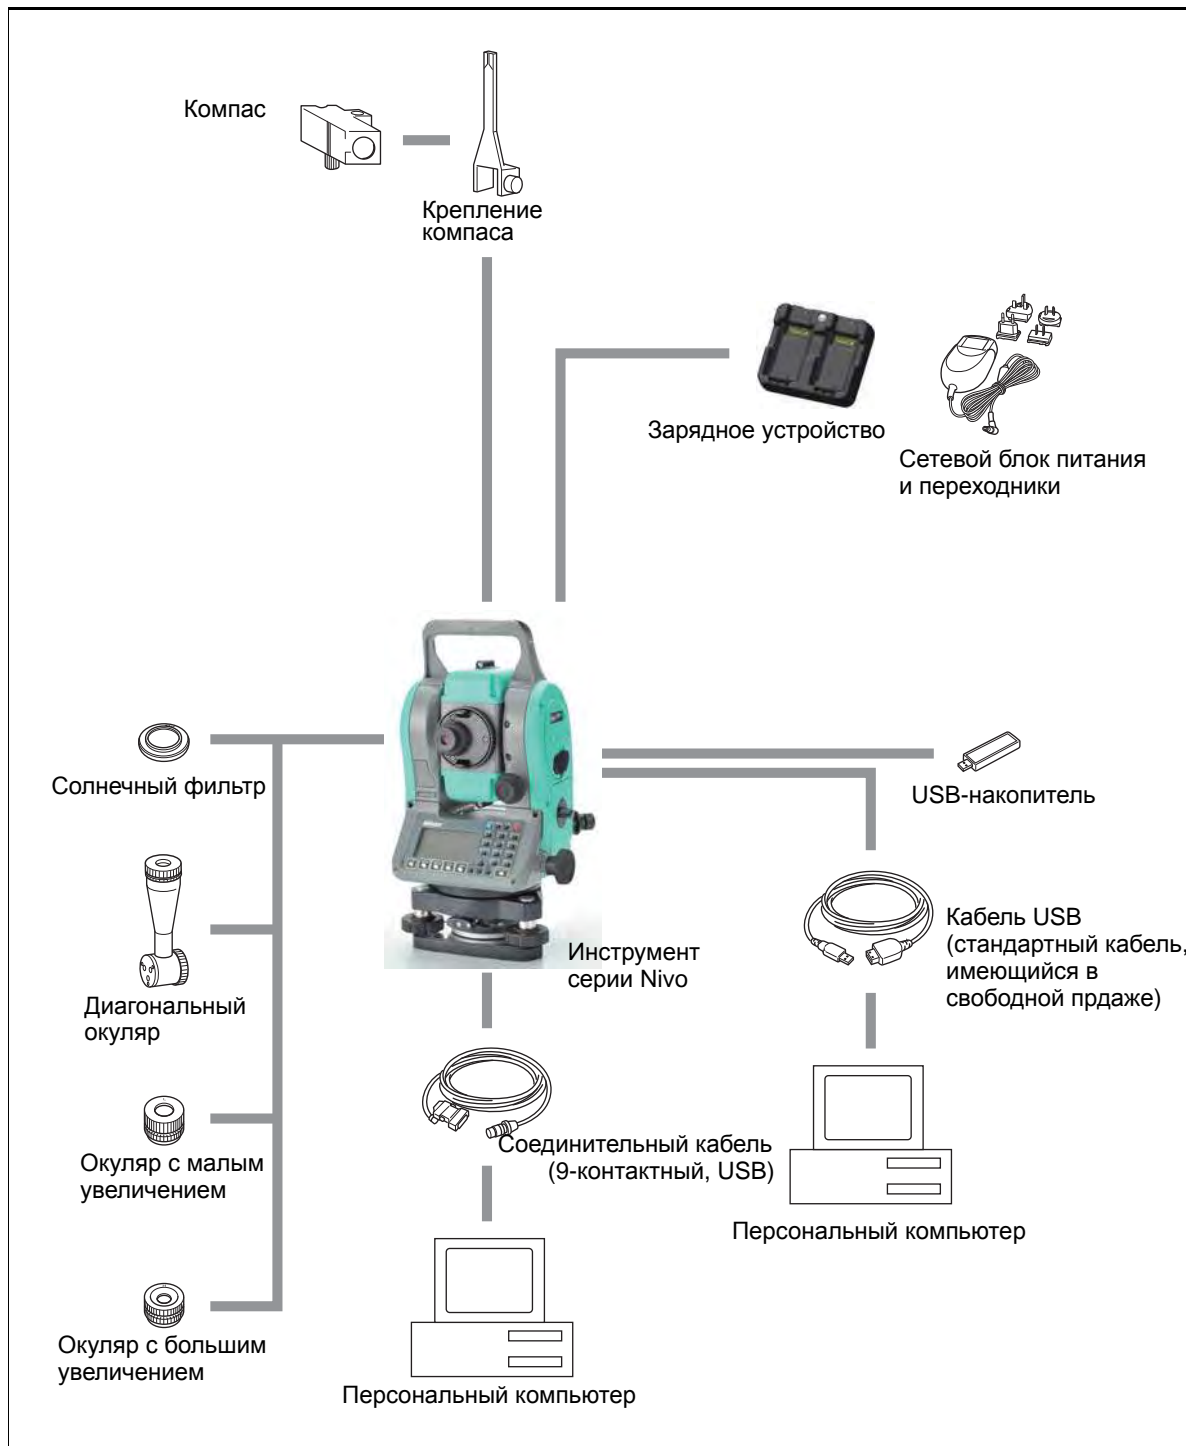 Компас
Крепление
компаса
Зарядное устройство
Сетевой блок питания
и переходники
Солнечный фильтр
USB-накопитель
Кабель USB
(стандартный кабель,
имеющийся в
свободной прдаже)
Инструмент
серии Nivo
Диагональный
окуляр
Соединительный кабель
(9-контактный, USB)
Окуляр с малым
увеличением
Персональный компьютер
Окуляр с большим
увеличением
Персональный компьютер